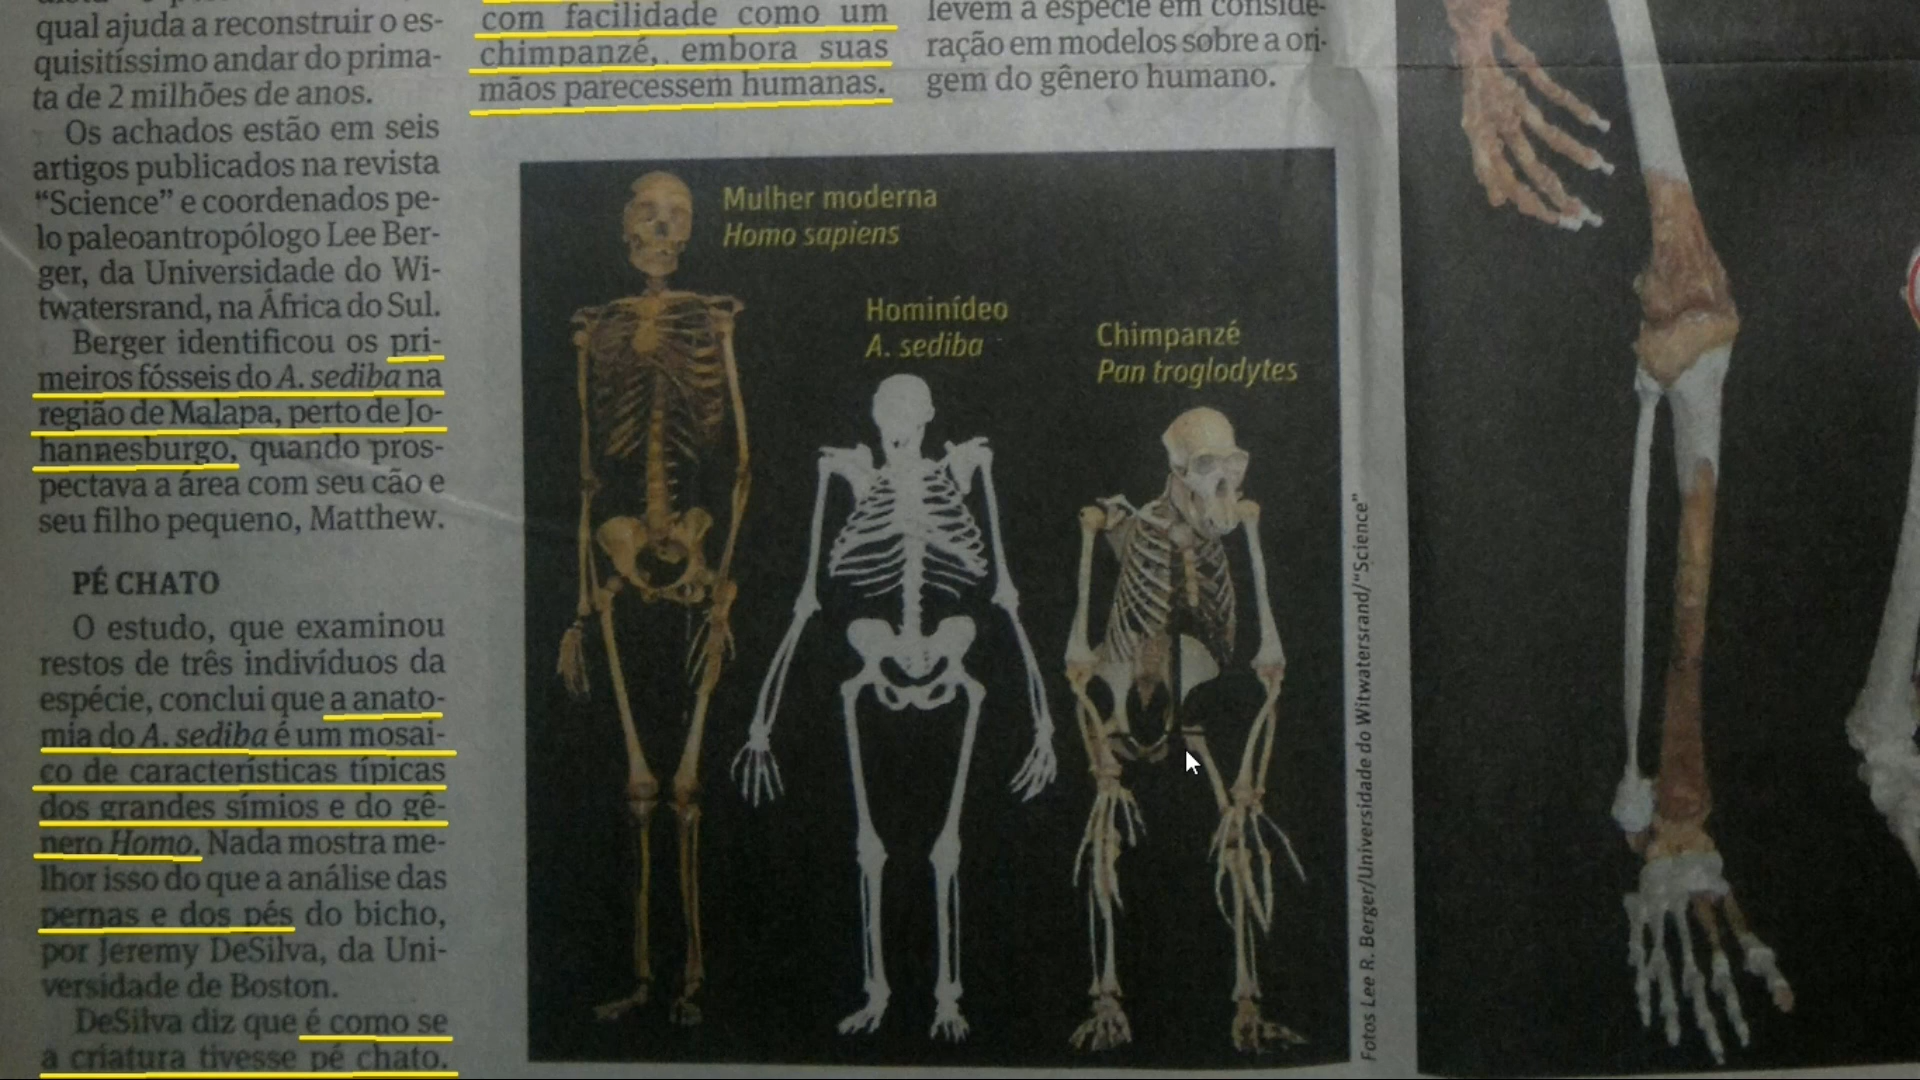 qual ajuda a reconstruir o es-
quisitíssimo andar do prima-
ta de 2 milhões de anos.
Os achados estão em seis
artigos publicados na revista
“Science” e coordenados pe-
lo paleoantropólogo Lee Ber-
ger, da Universidade do Wi-
twatersrand, na África do Sul.
Berger identificou os pri-
meiros fósseis do A. sediba na
região de Malapa, perto de Jo-
hannesburgo, quando pros-
pectava a área com seu cão e
seu filho pequeno, Matthew.
PÉ CHATO
O estudo, que examinou
restos de três indivíduos da
espécie, conclui que a anato-
mia do A. sediba é um mosai-
co de características típicas
dos grandes símios e do gê-
nero Homo. Nada mostra me-
lhor isso do que a análise das
pernas e dos pés do bicho,
por Jeremy DeSilva, da Uni-
versidade de Boston.
DeSilva diz que é como se
a criatura tivesse pé chato.
com facilidade como um
chimpanzé, embora suas
mãos parecessem humanas.
levem a espécie em conside-
ração em modelos sobre a ori-
gem do gênero humano.
Mulher moderna
Homo sapiens
Hominídeo
A. sediba
Chimpanzé
Pan troglodytes
Fotos Lee R. Berger/Universidade do Witwatersrand/"Science"